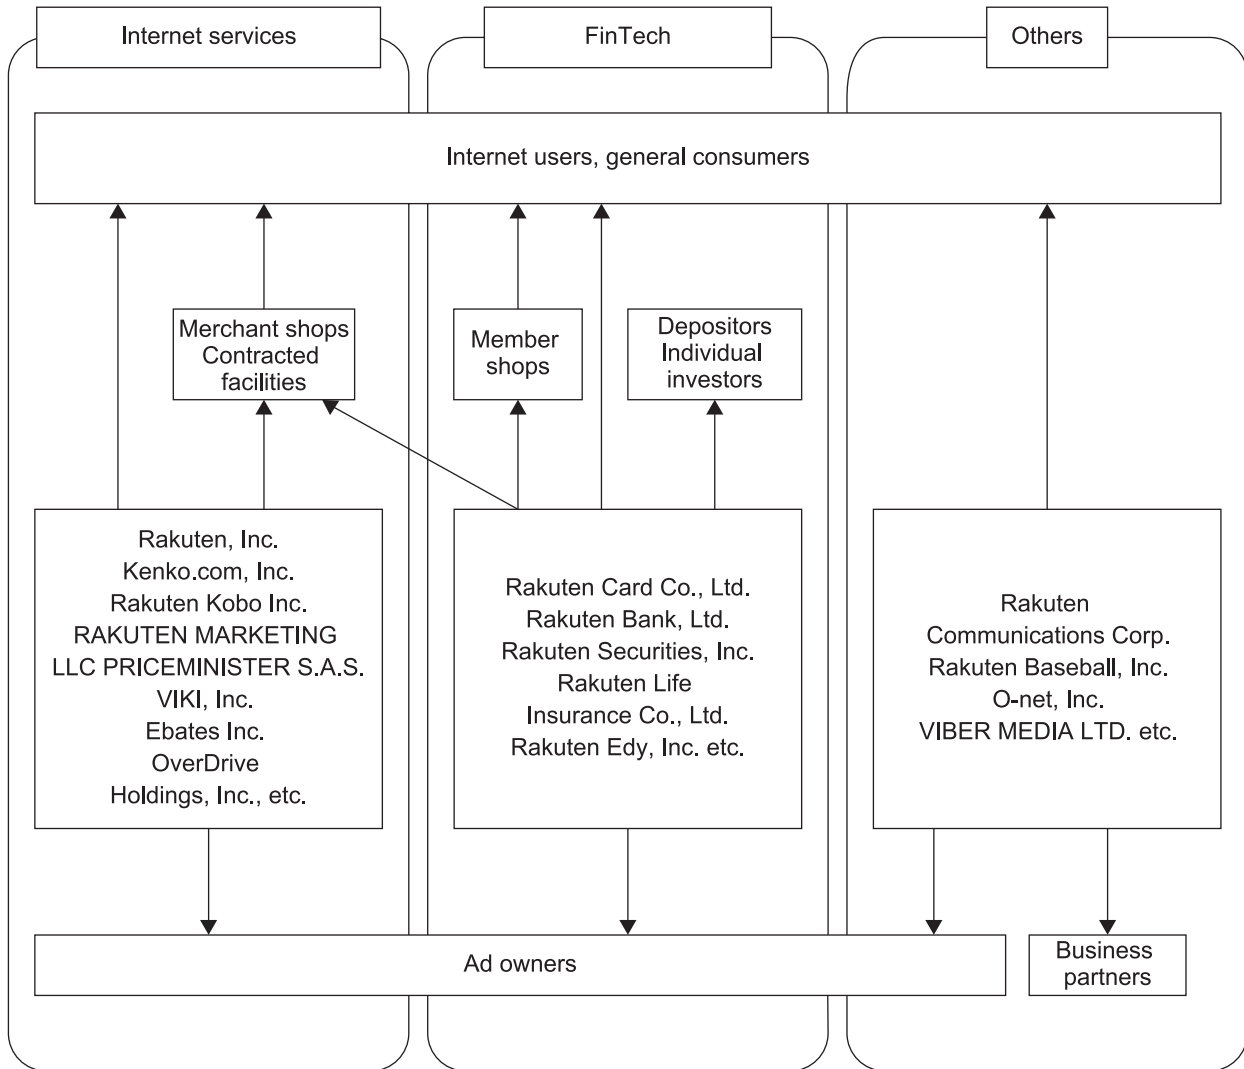 Internet services
FinTech
Others
Internet users, general consumers
Merchant shops
Contracted
facilities
Member
shops
Depositors
Individual
investors
Rakuten, Inc.
Kenko.com, Inc.
Rakuten Kobo Inc.
RAKUTEN MARKETING
LLC PRICEMINISTER S.A.S.
VIKI, Inc.
Ebates Inc.
OverDrive
Holdings, Inc., etc.
Rakuten Card Co., Ltd.
Rakuten Bank, Ltd.
Rakuten Securities, Inc.
Rakuten Life
Insurance Co., Ltd.
Rakuten Edy, Inc. etc.
Rakuten
Communications Corp.
Rakuten Baseball, Inc.
O-net, Inc.
VIBER MEDIA LTD. etc.
Ad owners
Business
partners